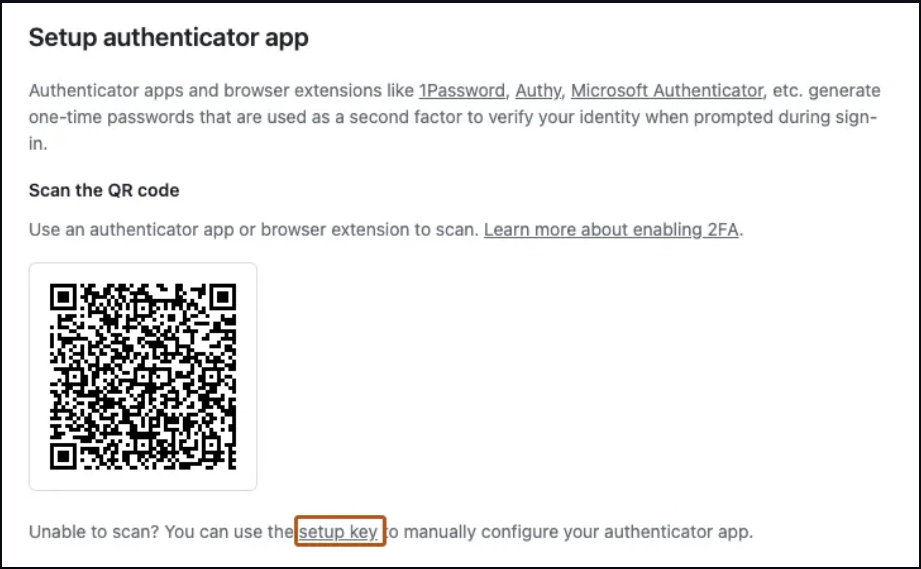 Setup authenticator app
Authenticator apps and browser extensions like 1Password, Authy, Microsoft Authenticator, etc. generate
one-time passwords that are used as a second factor to verify your identity when prompted during sign-
in.
Scan the QR code
Use an authenticator app or browser extension to scan. Learn more about enabling 2FA.
Unable to scan? You can use the setup key to manually configure your authenticator app.